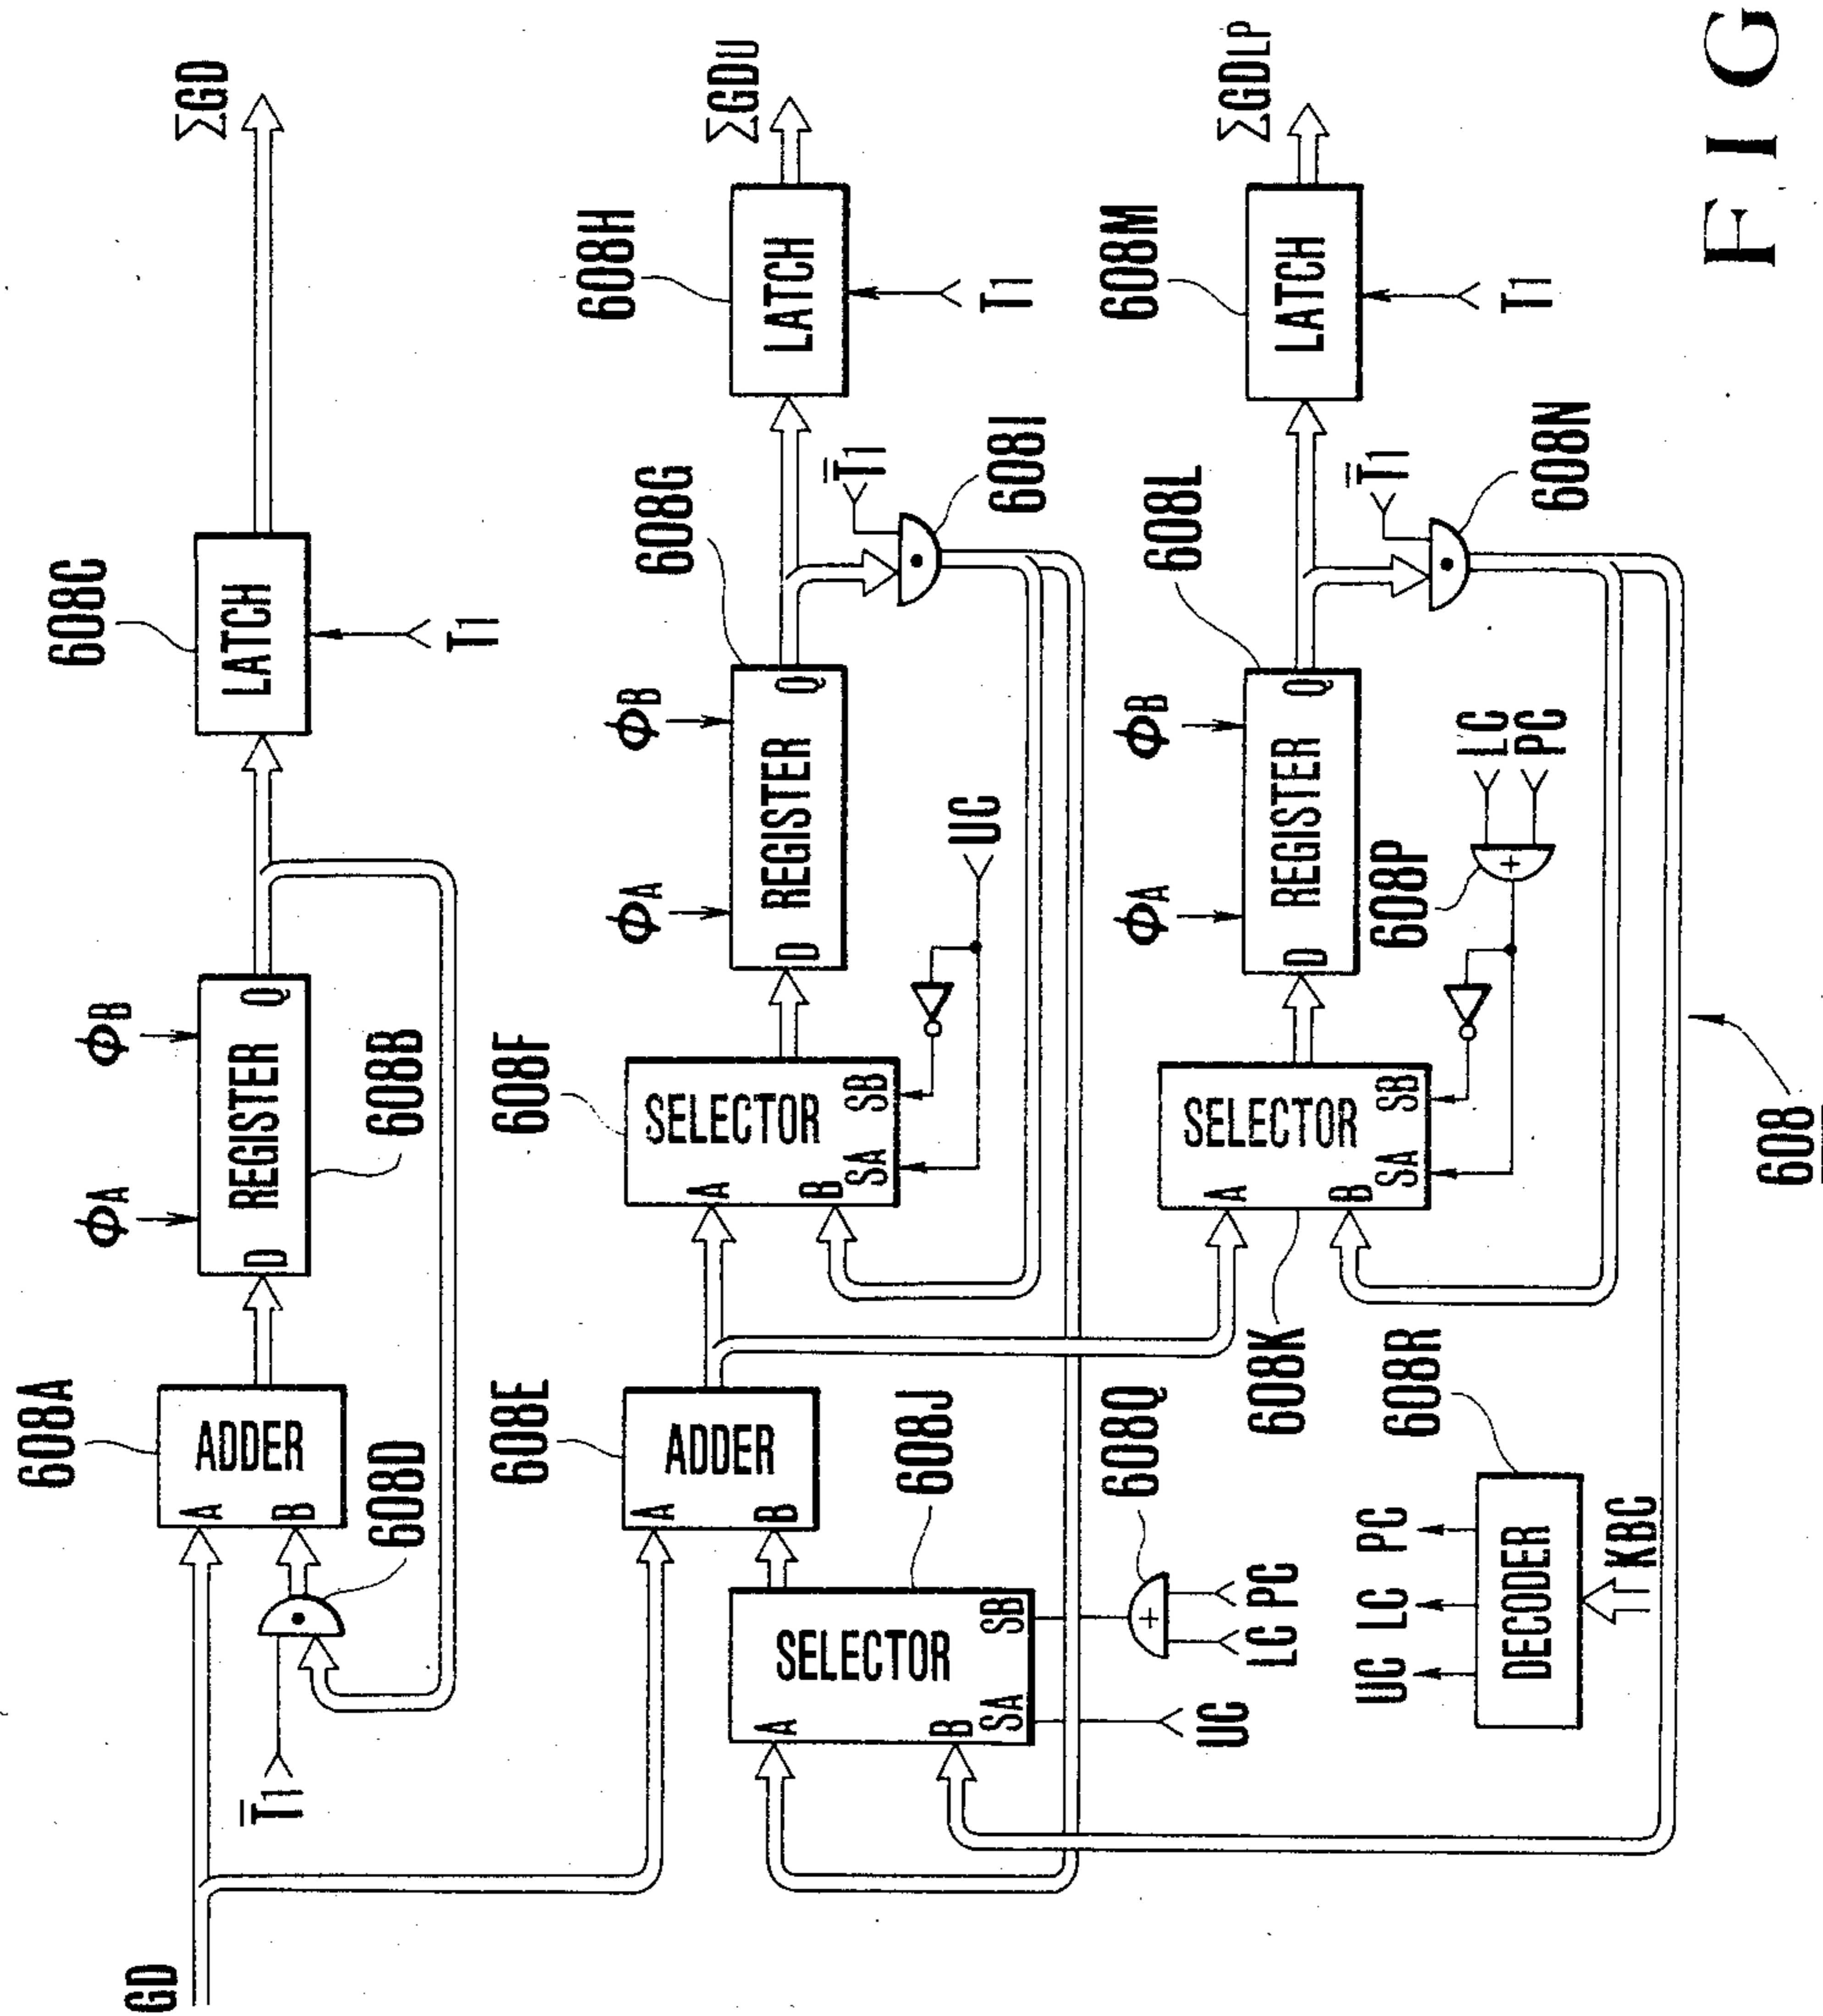 GD
608A
ADDER
A
B
608D
T̅1
ΦA
ΦB
D
REGISTER
Q
608B
608C
LATCH
T1
ΣGD
608E
ADDER
A
B
608J
SELECTOR
A
B
SA
SB
UC
608Q
LC
PC
608F
SELECTOR
A
B
SA
SB
UC
ΦA
ΦB
608G
D
REGISTER
Q
T̅1
608I
608H
LATCH
T1
ΣGDU
608R
DECODER
UC
LC
PC
KBC
608K
SELECTOR
A
B
SA
SB
608P
LC
PC
ΦA
ΦB
608L
D
REGISTER
Q
T̅1
608N
608M
LATCH
T1
ΣGDLP
608
FIG